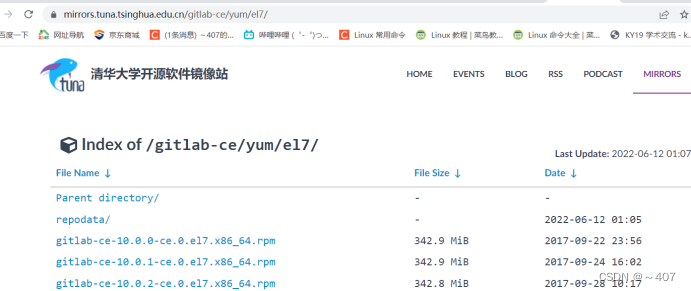 mirrors.tuna.tsinghua.edu.cn/gitlab-ce/yum/el7/
百度一下 网址导航 京东商城 (1条消息) ~407的... 哔哩哔哩 (゜-゜)つ... Linux 常用命令 Linux 教程 | 菜鸟教... Linux 命令大全 | 菜... KY19 学术交流 - k...
tuna 清华大学开源软件镜像站 HOME EVENTS BLOG RSS PODCAST MIRRORS
Index of /gitlab-ce/yum/el7/
Last Update: 2022-06-12 01:07
File Name ↓ File Size ↓ Date ↓
Parent directory/ - -
repodata/ - 2022-06-12 01:05
gitlab-ce-10.0.0-ce.0.el7.x86_64.rpm 342.9 MiB 2017-09-22 23:56
gitlab-ce-10.0.1-ce.0.el7.x86_64.rpm 342.9 MiB 2017-09-24 16:02
gitlab-ce-10.0.2-ce.0.el7.x86_64.rpm 342.8 MiB 2017-09-28 10:17
CSDN @~407